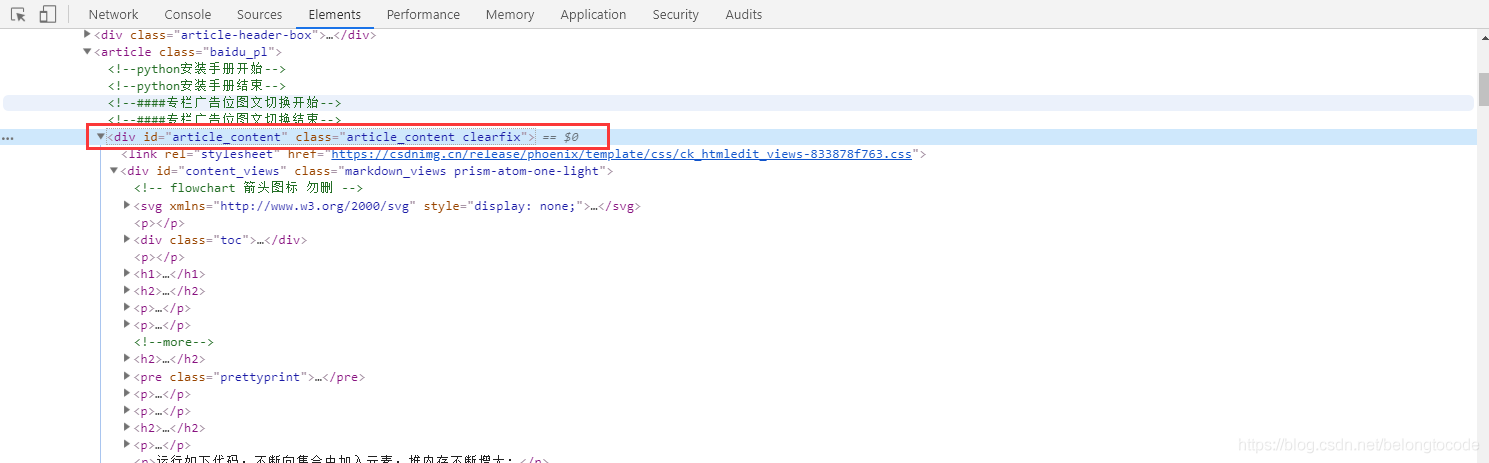 Network Console Sources Elements Performance Memory Application Security Audits
<div class="article-header-box">…</div>
<article class="baidu_pl">
<!--python安装手册开始-->
<!--python安装手册结束-->
<!--####专栏广告位图文切换开始-->
<!--####专栏广告位图文切换结束-->
<div id="article_content" class="article_content clearfix"> == $0
<link rel="stylesheet" href="https://csdnimg.cn/release/phoenix/template/css/ck_htmledit_views-833878f763.css">
<div id="content_views" class="markdown_views prism-atom-one-light">
<!-- flowchart 箭头图标 勿删 -->
<svg xmlns="http://www.w3.org/2000/svg" style="display: none;">…</svg>
<p></p>
<div class="toc">…</div>
<p></p>
<h1>…</h1>
<h2>…</h2>
<p>…</p>
<p>…</p>
<!--more-->
<h2>…</h2>
<pre class="prettyprint">…</pre>
<p>…</p>
<p>…</p>
<h2>…</h2>
<p>…</p>
<p>运行如下代码，不断向集合中加入元素，堆内存不断增大：</p>
https://blog.csdn.net/belongtocode